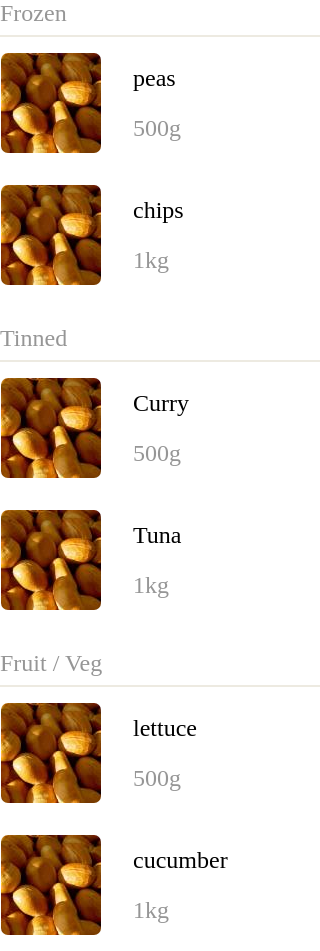 Frozen
peas
500g
chips
1kg
Tinned
Curry
500g
Tuna
1kg
Fruit / Veg
lettuce
500g
cucumber
1kg